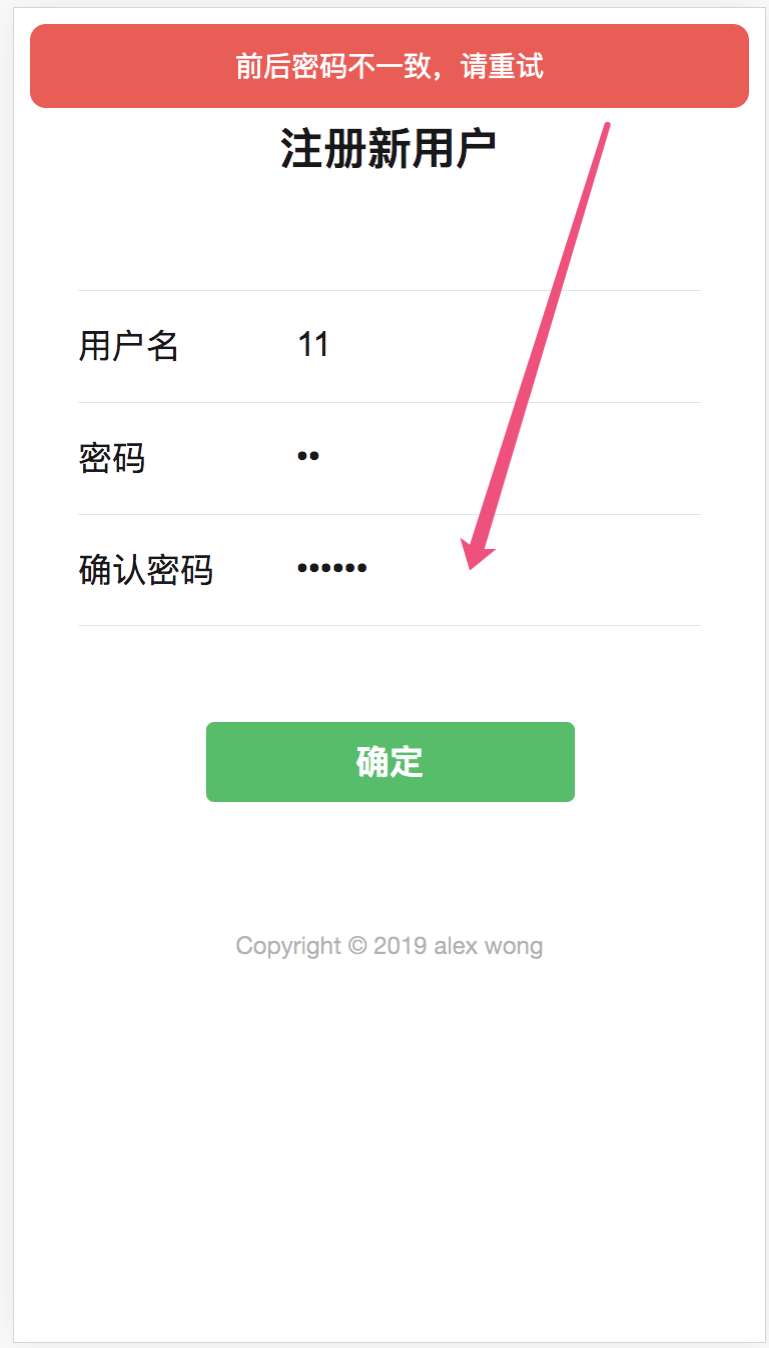 前后密码不一致，请重试
注册新用户
用户名 11
密码 ••
确认密码 ••••••
确定
Copyright © 2019 alex wong